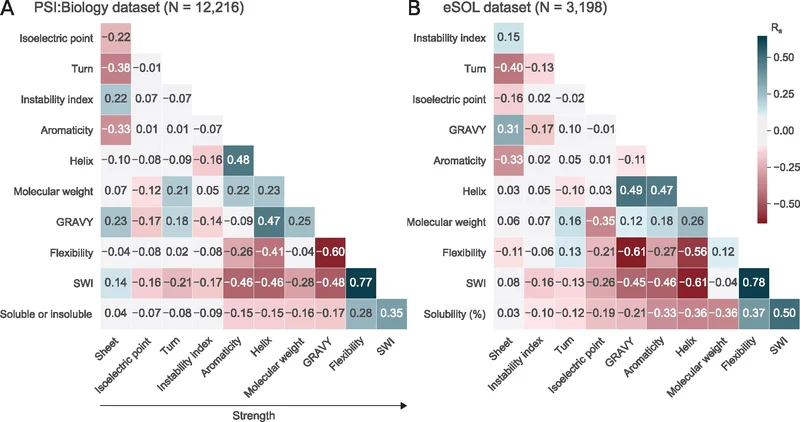 A PSI:Biology dataset (N = 12,216)
Isoelectric point −0.22
Turn −0.38 −0.01
Instability index 0.22 0.07 −0.07
Aromaticity −0.33 0.01 0.01 −0.07
Helix −0.10 −0.08 −0.09 −0.16 0.48
Molecular weight 0.07 −0.12 0.21 0.05 0.22 0.23
GRAVY 0.23 −0.17 0.18 −0.14 −0.09 0.47 0.25
Flexibility −0.04 −0.08 0.02 −0.08 −0.26 −0.41 −0.04 −0.60
SWI 0.14 −0.16 −0.21 −0.17 −0.46 −0.46 −0.28 −0.48 0.77
Soluble or insoluble 0.04 −0.07 −0.08 −0.09 −0.15 −0.15 −0.16 −0.17 0.28 0.35
Sheet
Isoelectric point
Turn
Instability index
Aromaticity
Helix
Molecular weight
GRAVY
Flexibility
SWI
Strength
B eSOL dataset (N = 3,198)
Instability index 0.15
Turn −0.40 −0.13
Isoelectric point −0.16 0.02 −0.02
GRAVY 0.31 −0.17 0.10 −0.01
Aromaticity −0.33 0.02 0.05 0.01 −0.11
Helix 0.03 0.05 −0.10 0.03 0.49 0.47
Molecular weight 0.06 0.07 0.16 −0.35 0.12 0.18 0.26
Flexibility −0.11 −0.06 0.13 −0.21 −0.61 −0.27 −0.56 0.12
SWI 0.08 −0.16 −0.13 −0.26 −0.45 −0.46 −0.61 −0.04 0.78
Solubility (%) 0.03 −0.10 −0.12 −0.19 −0.21 −0.33 −0.36 −0.36 0.37 0.50
Sheet
Instability index
Turn
Isoelectric point
GRAVY
Aromaticity
Helix
Molecular weight
Flexibility
SWI
Rs
0.50
0.25
0.00
−0.25
−0.50